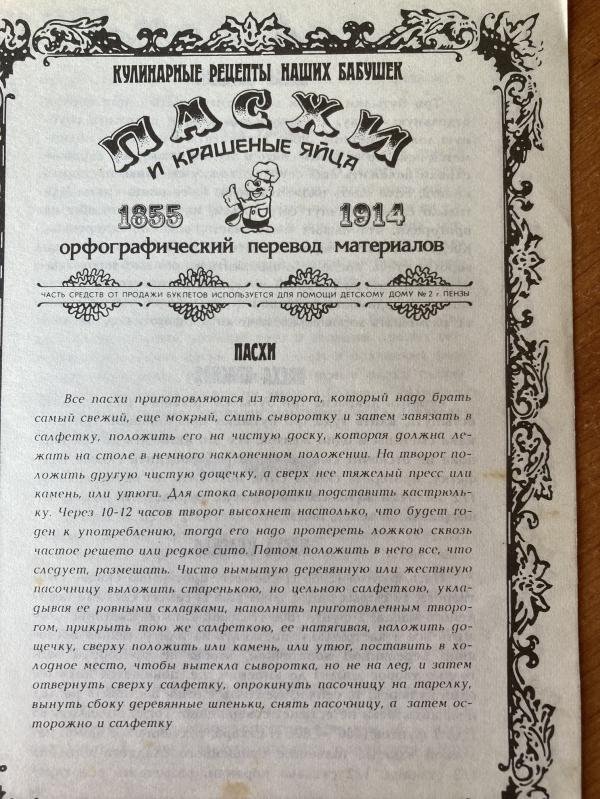 КУЛИНАРНЫЕ РЕЦЕПТЫ НАШИХ БАБУШЕК
ПАСХИ
И КРАШЕНЫЕ ЯЙЦА
1855 1914
орфографический перевод материалов
ЧАСТЬ СРЕДСТВ ОТ ПРОДАЖИ БУКЛЕТОВ ИСПОЛЬЗУЕТСЯ ДЛЯ ПОМОЩИ ДЕТСКОМУ ДОМУ № 2 г. ПЕНЗЫ
ПАСХИ
Все пасхи приготовляются из творога, который надо брать
самый свежий, еще мокрый, слить сыворотку и затем завязать в
салфетку, положить его на чистую доску, которая должна ле-
жать на столе в немного наклоненном положении. На творог по-
ложить другую чистую дощечку, а сверх нее тяжелый пресс или
камень, или утюги. Для стока сыворотки подставить кастрюль-
ку. Через 10-12 часов творог высохнет настолько, что будет го-
ден к употреблению, тогда его надо протереть ложкою сквозь
частое решето или редкое сито. Потом положить в него все, что
следует, размешать. Чисто вымытую деревянную или жестяную
пасочницу выложить старенькою, но цельною салфеткою, укла-
дывая ее ровными складками, наполнить приготовленным творо-
гом, прикрыть тою же салфеткою, ее натягивая, наложить до-
щечку, сверху положить или камень, или утюг, поставить в хо-
лодное место, чтобы вытекла сыворотка, но не на лед, и затем
отвернуть сверху салфетку, опрокинуть пасочницу на тарелку,
вынуть сбоку деревянные шпеньки, снять пасочницу, а затем ос-
торожно и салфетку